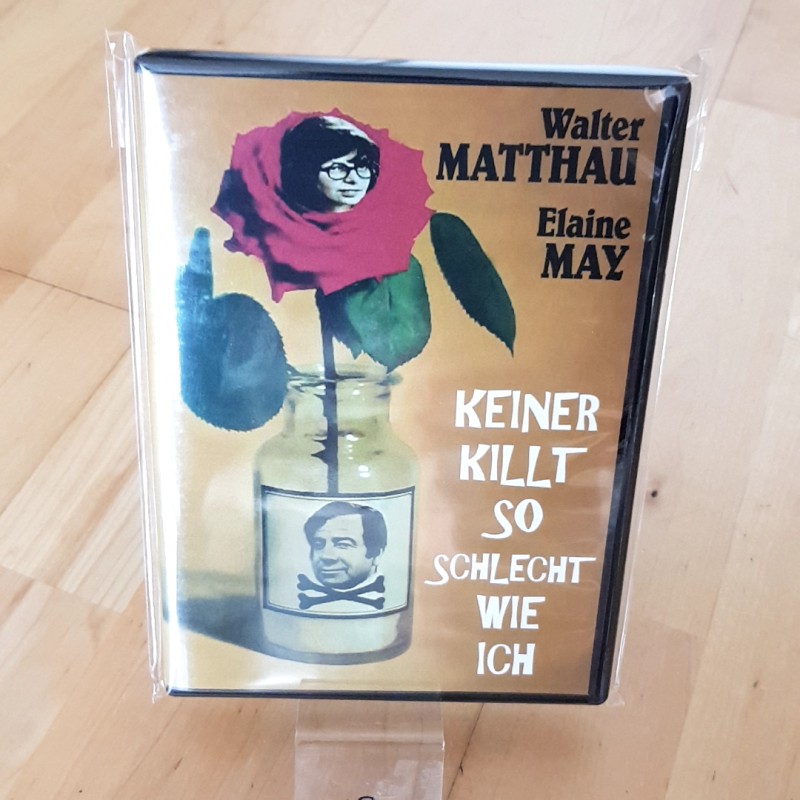 Walter
MATTHAU
Elaine
MAY
KEINER
KILLT
SO
SCHLECHT
WIE
ICH